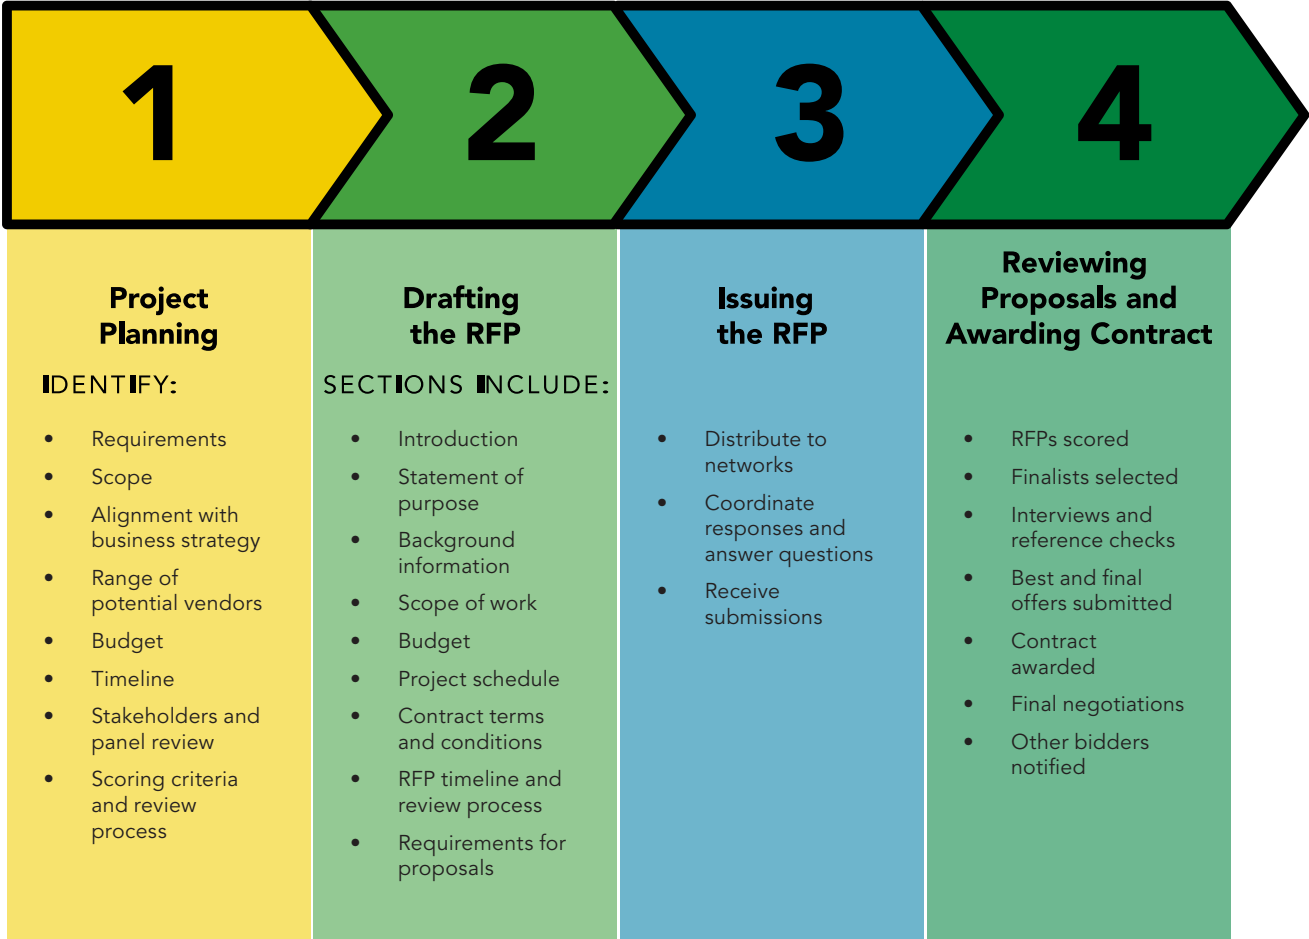 1
2
3
4
Project
Planning
IDENTIFY:
• Requirements
• Scope
• Alignment with
business strategy
• Range of
potential vendors
• Budget
• Timeline
• Stakeholders and
panel review
• Scoring criteria
and review
process
Drafting
the RFP
SECTIONS INCLUDE:
• Introduction
• Statement of
purpose
• Background
information
• Scope of work
• Budget
• Project schedule
• Contract terms
and conditions
• RFP timeline and
review process
• Requirements for
proposals
Issuing
the RFP
• Distribute to
networks
• Coordinate
responses and
answer questions
• Receive
submissions
Reviewing
Proposals and
Awarding Contract
• RFPs scored
• Finalists selected
• Interviews and
reference checks
• Best and final
offers submitted
• Contract
awarded
• Final negotiations
• Other bidders
notified